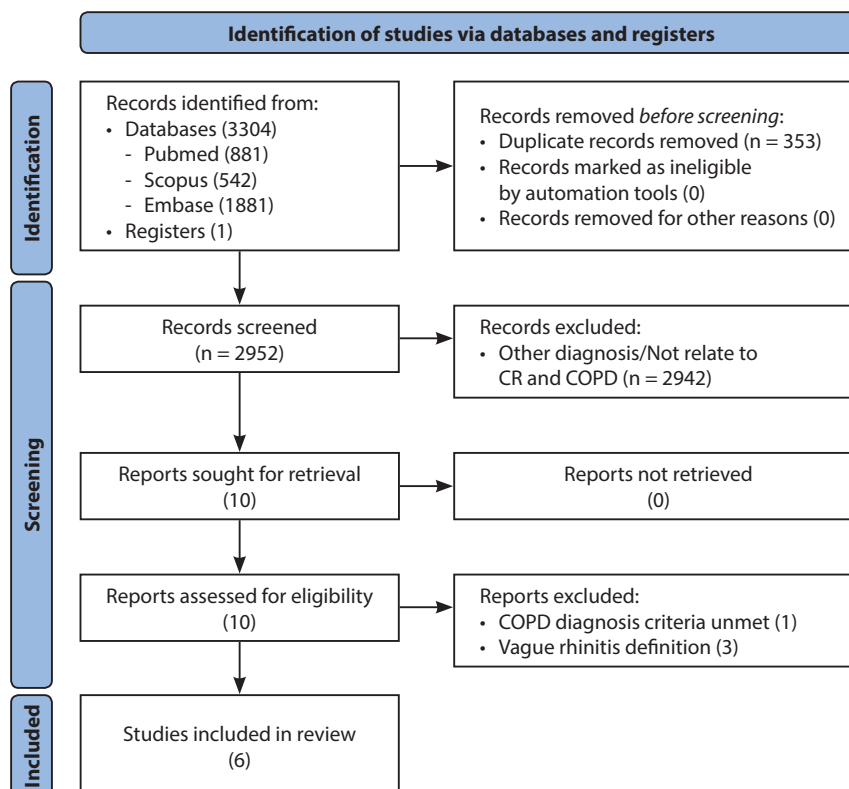 Identification of studies via databases and registers
Identification
Records identified from:
• Databases (3304)
- Pubmed (881)
- Scopus (542)
- Embase (1881)
• Registers (1)
Records removed before screening:
• Duplicate records removed (n = 353)
• Records marked as ineligible
by automation tools (0)
• Records removed for other reasons (0)
Screening
Records screened
(n = 2952)
Records excluded:
• Other diagnosis/Not relate to
CR and COPD (n = 2942)
Reports sought for retrieval
(10)
Reports not retrieved
(0)
Reports assessed for eligibility
(10)
Reports excluded:
• COPD diagnosis criteria unmet (1)
• Vague rhinitis definition (3)
Included
Studies included in review
(6)